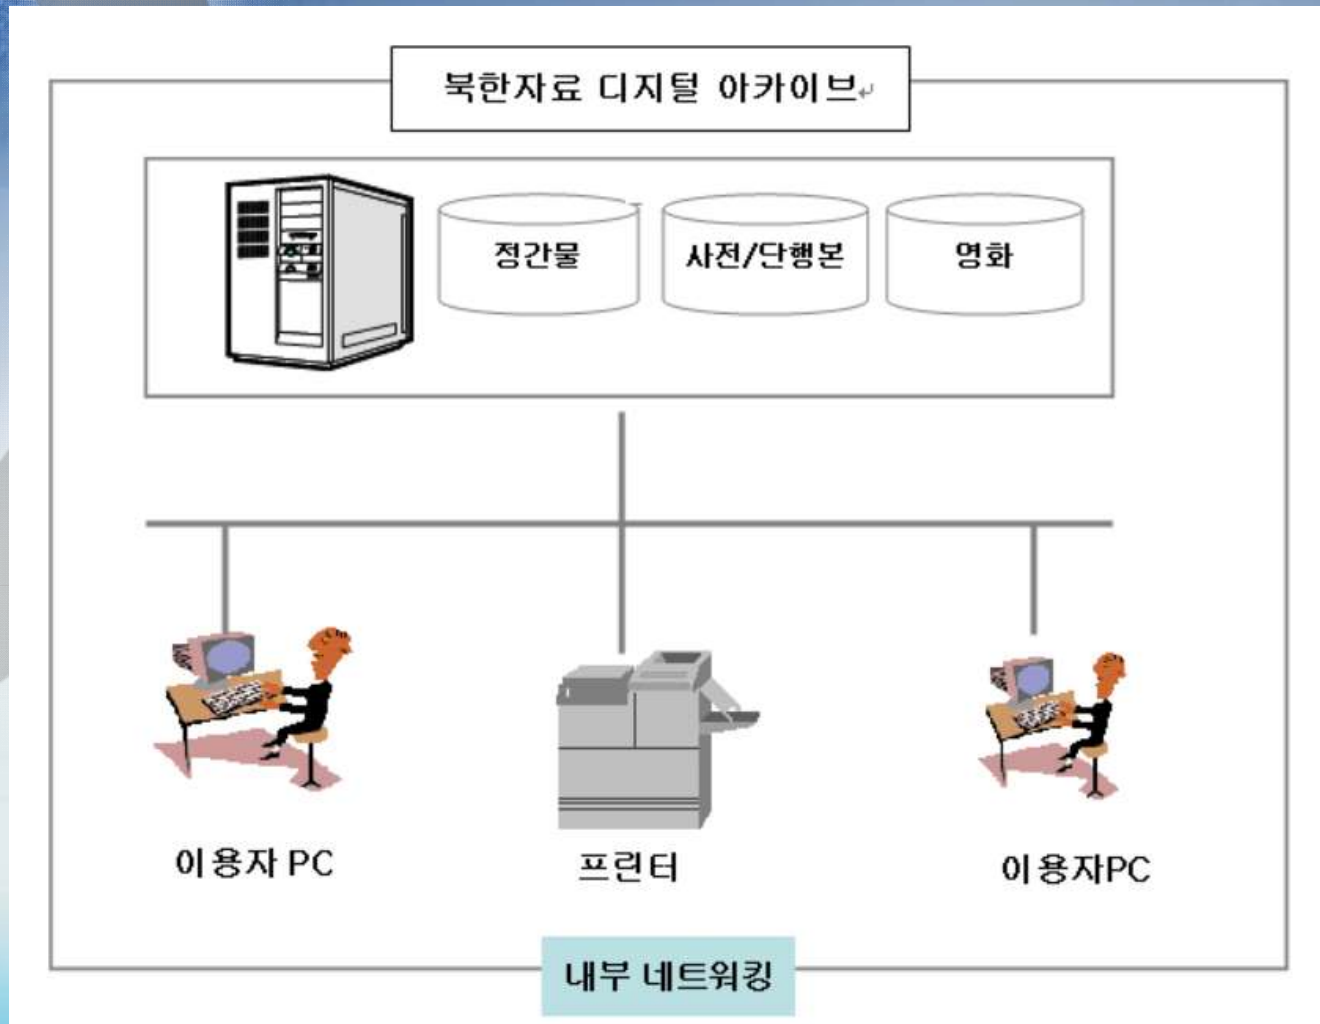 북한자료 디지털 아카이브↵
정간물
사전/단행본
영화
이용자 PC
프린터
이용자PC
내부 네트워킹